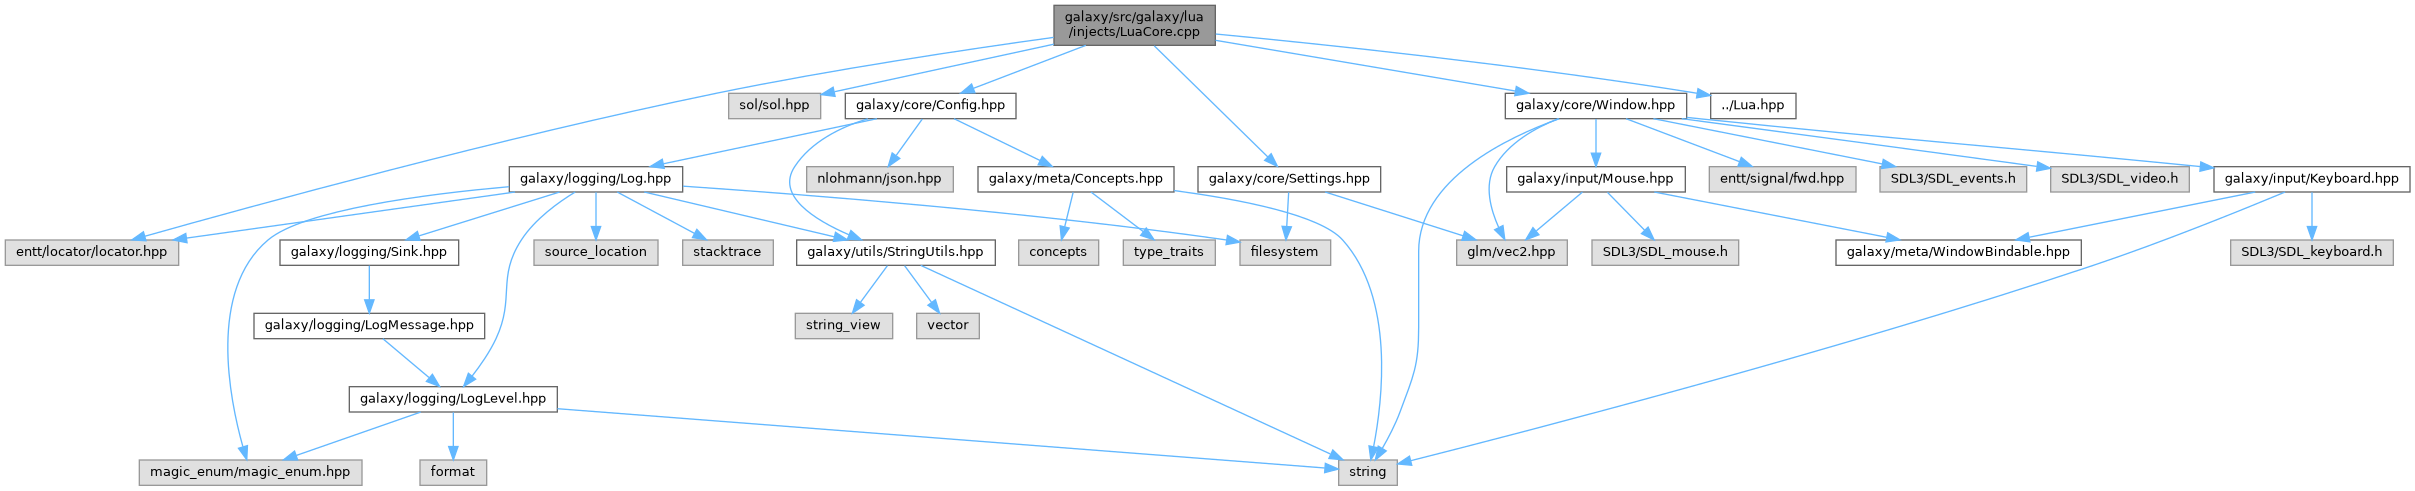 galaxy/src/galaxy/lua
/injects/LuaCore.cpp
sol/sol.hpp
galaxy/core/Config.hpp
galaxy/core/Window.hpp
../Lua.hpp
galaxy/logging/Log.hpp
nlohmann/json.hpp
galaxy/meta/Concepts.hpp
galaxy/core/Settings.hpp
galaxy/input/Mouse.hpp
entt/signal/fwd.hpp
SDL3/SDL_events.h
SDL3/SDL_video.h
galaxy/input/Keyboard.hpp
entt/locator/locator.hpp
galaxy/logging/Sink.hpp
source_location
stacktrace
galaxy/utils/StringUtils.hpp
concepts
type_traits
filesystem
glm/vec2.hpp
SDL3/SDL_mouse.h
galaxy/meta/WindowBindable.hpp
SDL3/SDL_keyboard.h
galaxy/logging/LogMessage.hpp
string_view
vector
galaxy/logging/LogLevel.hpp
magic_enum/magic_enum.hpp
format
string